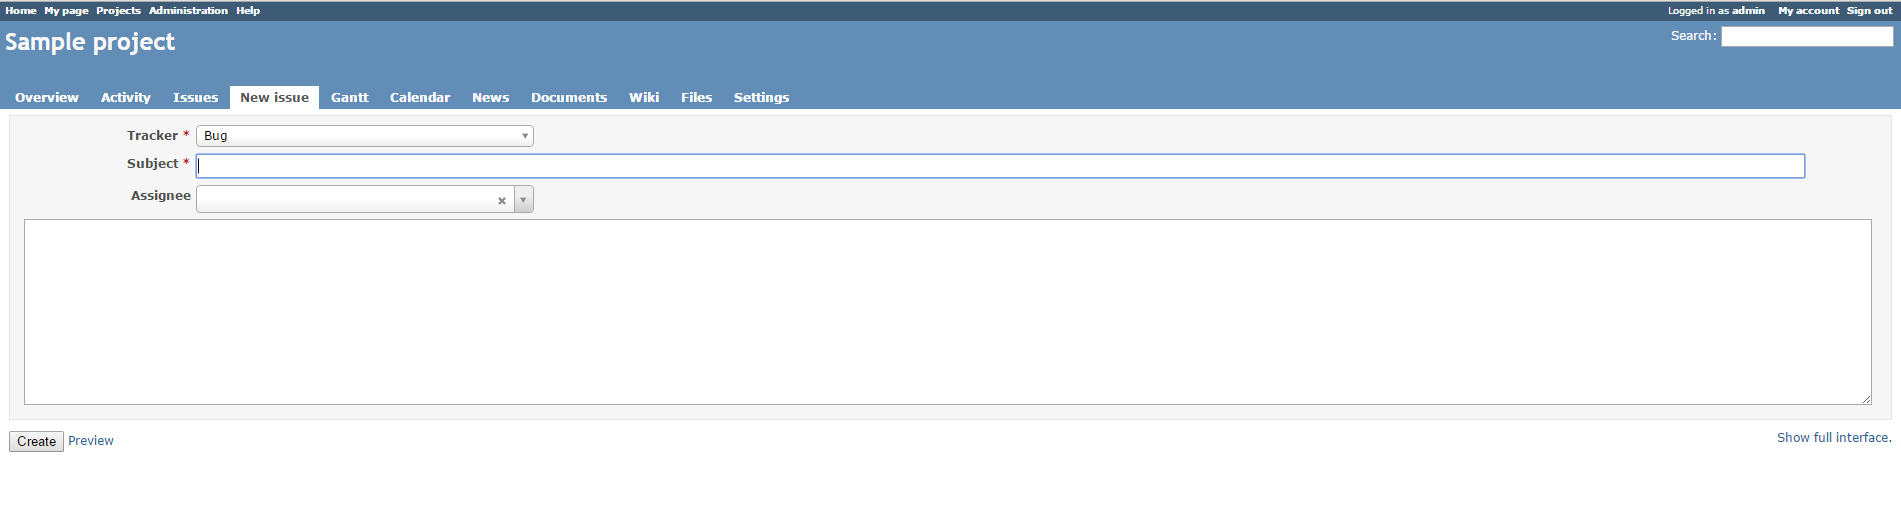 Home My page Projects Administration Help Logged in as admin My account Sign out
Sample project Search:
Overview Activity Issues New issue Gantt Calendar News Documents Wiki Files Settings
Tracker * Bug
Subject *
Assignee
Create Preview Show full interface.